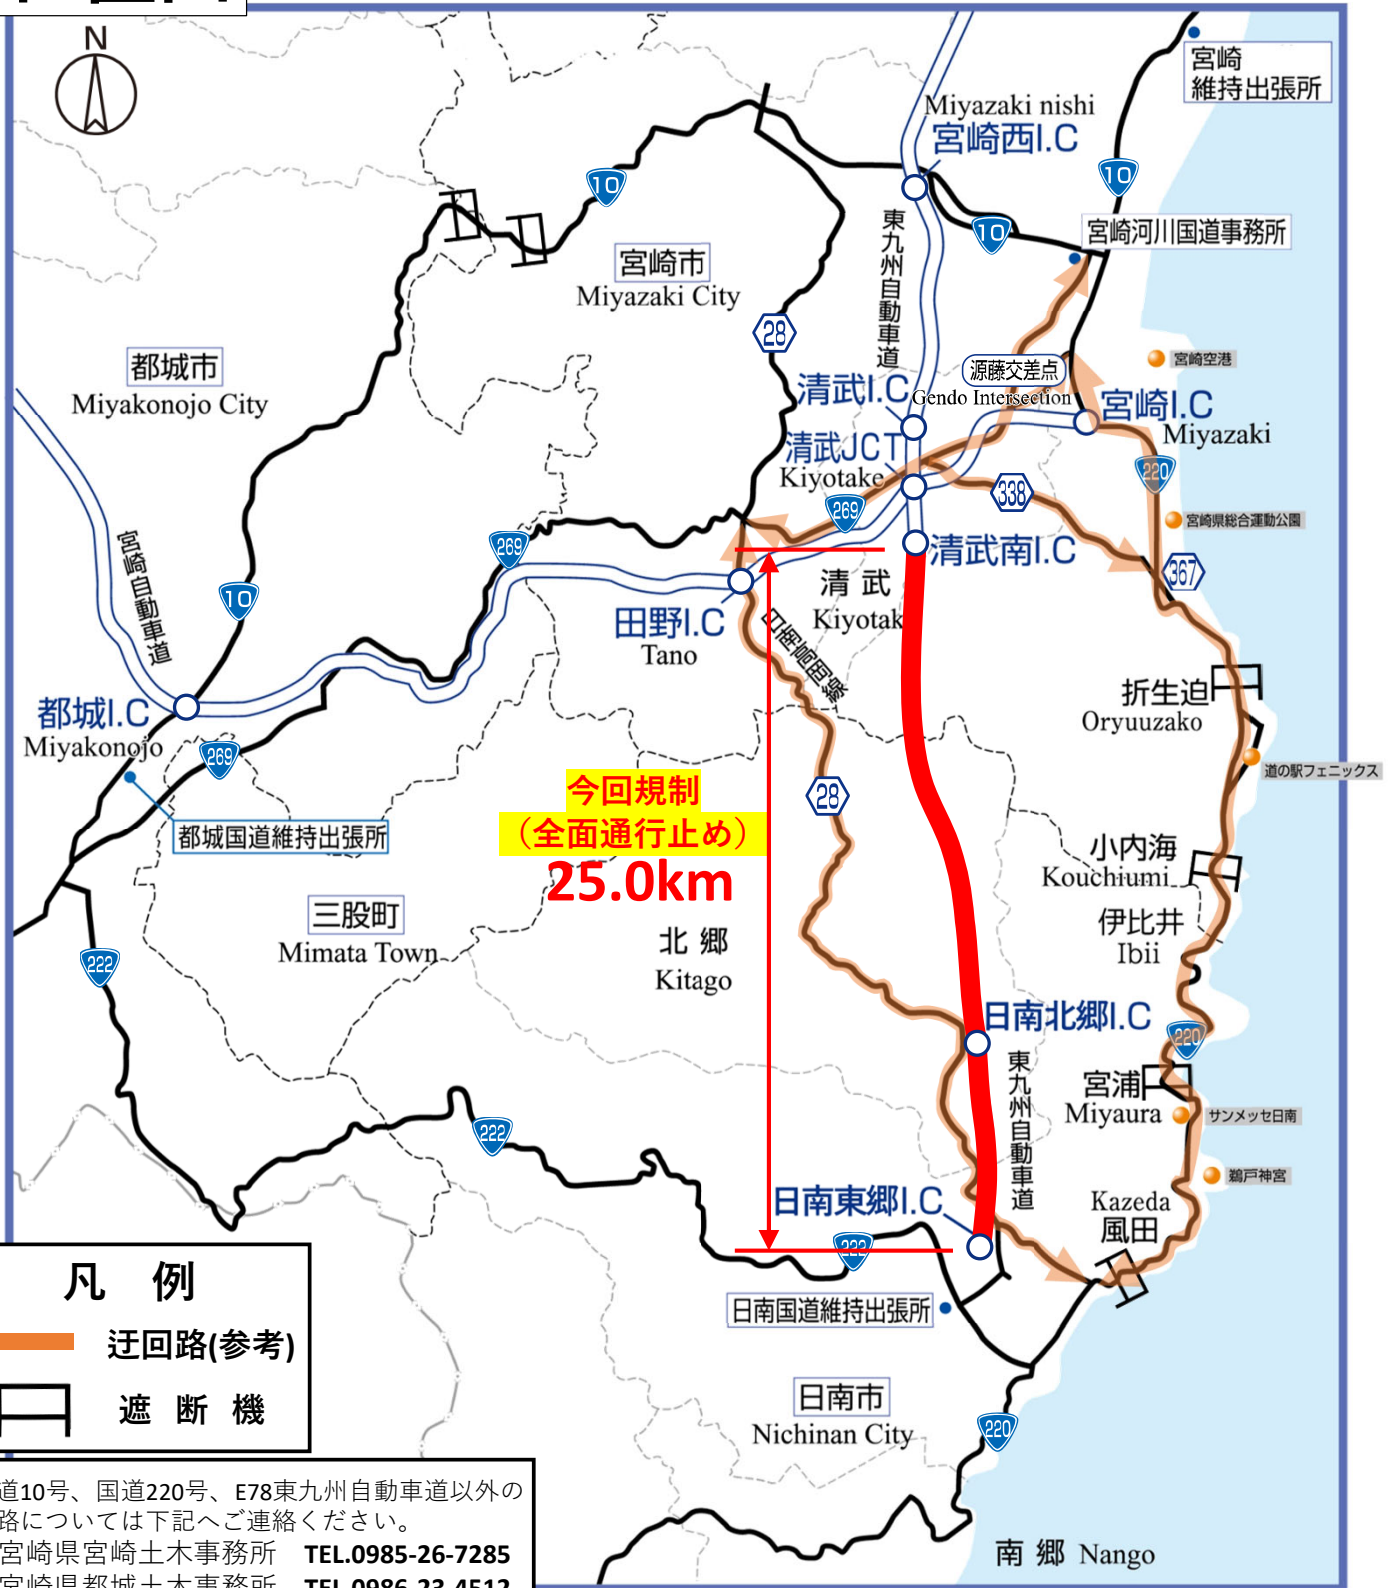 N
宮崎
維持出張所
Miyazaki nishi
宮崎西I.C
10
10
10
宮崎河川国道事務所
東九州自動車道
宮崎市
Miyazaki City
28
都城市
Miyakonojo City
宮崎空港
源藤交差点
Gendo Intersection
清武I.C
宮崎I.C
Miyazaki
清武JCT
Kiyotake
220
338
269
宮崎県総合運動公園
269
清武南I.C
367
宮崎自動車道
10
清武
Kiyotak
田野I.C
Tano
日南高岡線
折生迫
Oryuuzako
都城I.C
Miyakonojo
269
道の駅フェニックス
都城国道維持出張所
今回規制
（全面通行止め）
25.0km
28
小内海
Kouchiumi
伊比井
Ibii
三股町
Mimata Town
北郷
Kitago
222
日南北郷I.C
220
東九州自動車道
宮浦
Miyaura
サンメッセ日南
222
鵜戸神宮
日南東郷I.C
Kazeda
風田
222
日南国道維持出張所
日南市
Nichinan City
220
南郷 Nango
凡 例
迂回路(参考)
遮 断 機
道10号、国道220号、E78東九州自動車道以外の
路については下記へご連絡ください。
宮崎県宮崎土木事務所 TEL.0985-26-7285
宮崎県都城土木事務所 TEL.0986-23-4512